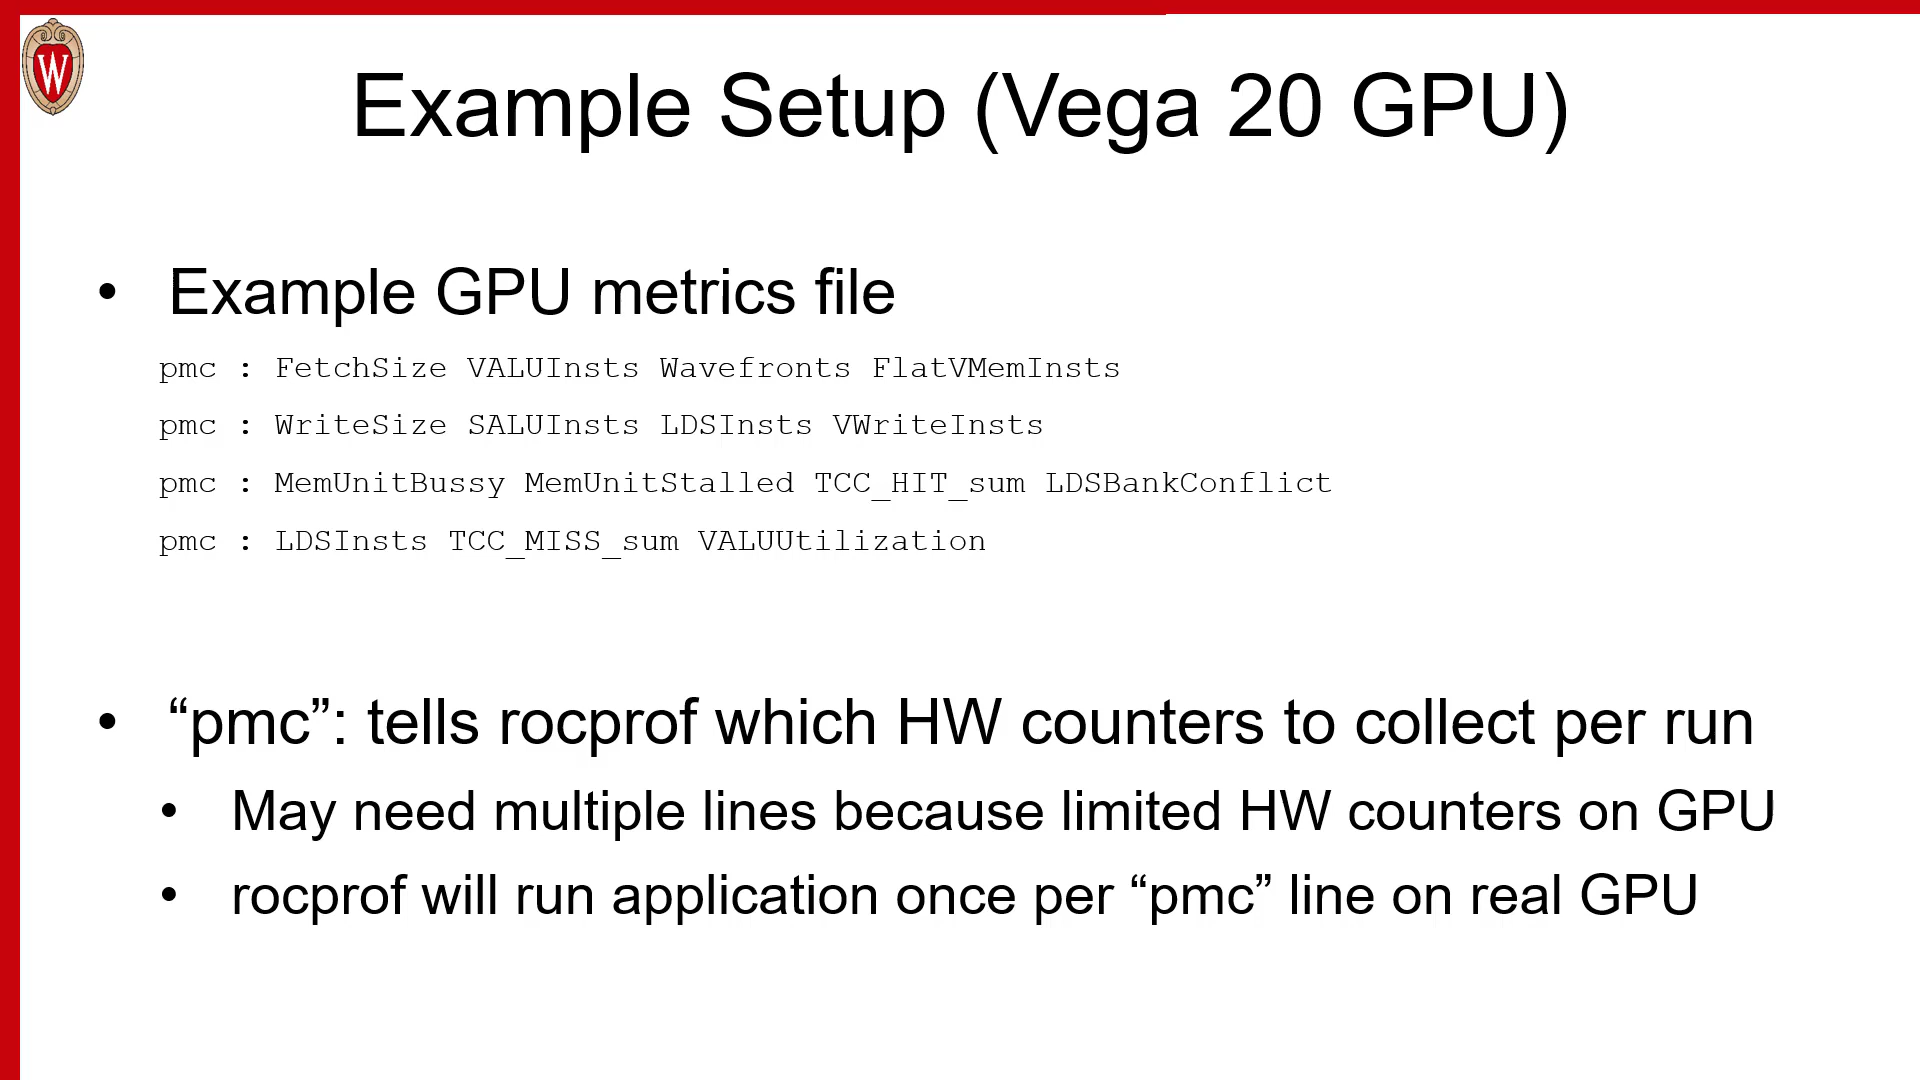 W
Example Setup (Vega 20 GPU)
• Example GPU metrics file
pmc : FetchSize VALUInsts Wavefronts FlatVMemInsts
pmc : WriteSize SALUInsts LDSInsts VWriteInsts
pmc : MemUnitBussy MemUnitStalled TCC_HIT_sum LDSBankConflict
pmc : LDSInsts TCC_MISS_sum VALUUtilization
• “pmc”: tells rocprof which HW counters to collect per run
• May need multiple lines because limited HW counters on GPU
• rocprof will run application once per “pmc” line on real GPU